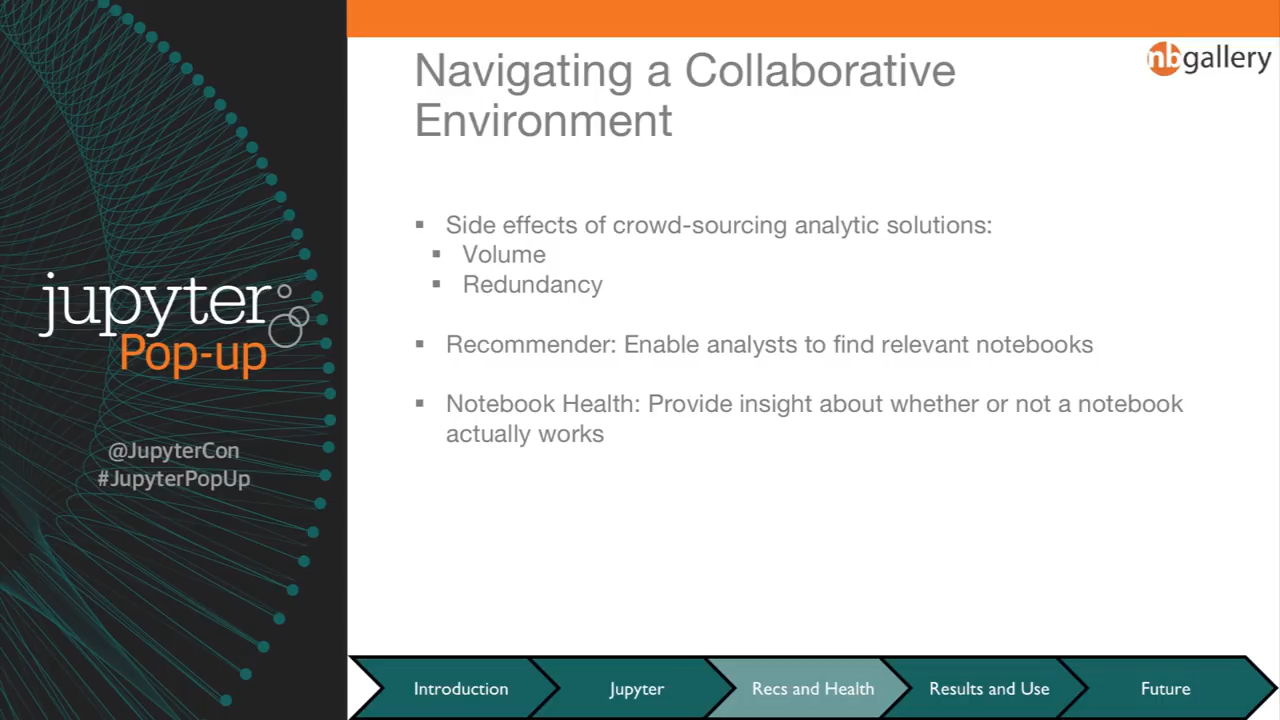 jupyter
Pop-up
@JupyterCon
#JupyterPopUp
nbgallery
Navigating a Collaborative
Environment
▪ Side effects of crowd-sourcing analytic solutions:
▪ Volume
▪ Redundancy
▪ Recommender: Enable analysts to find relevant notebooks
▪ Notebook Health: Provide insight about whether or not a notebook
actually works
Introduction
Jupyter
Recs and Health
Results and Use
Future